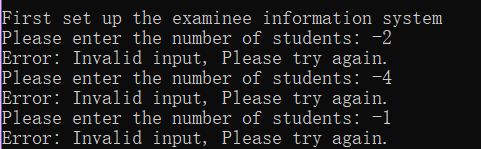 First set up the examinee information system
Please enter the number of students: -2
Error: Invalid input, Please try again.
Please enter the number of students: -4
Error: Invalid input, Please try again.
Please enter the number of students: -1
Error: Invalid input, Please try again.